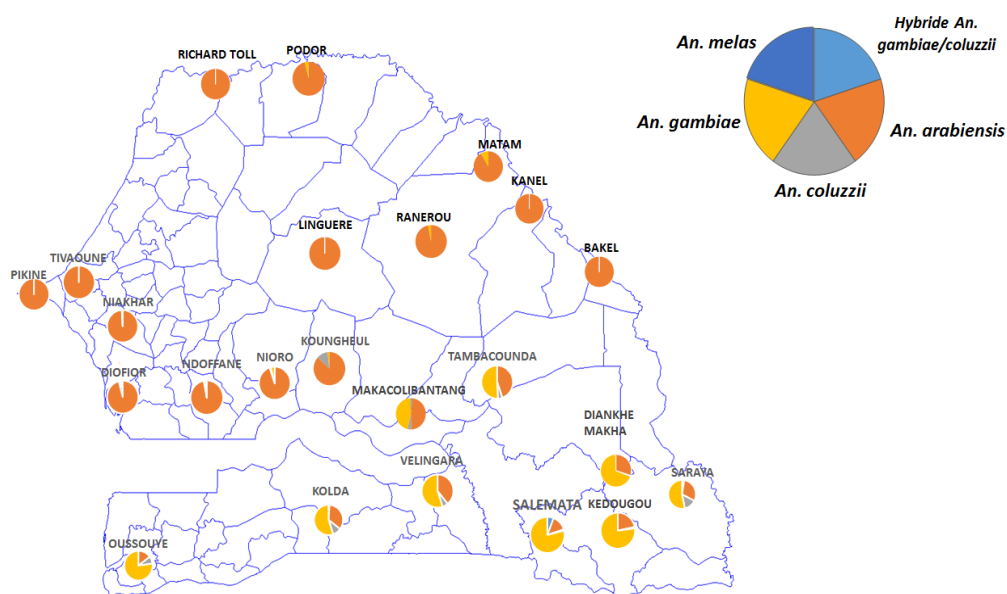 RICHARD TOLL
PODOR
An. melas
Hybride An.
gambiae/coluzzii
An. gambiae
An. arabiensis
An. coluzzii
MATAM
KANEL
LINGUERE
RANEROU
BAKEL
TIVAOUNE
PIKINE
NIAKHAR
KOUNGHEUL
NIORO
NDOFFANE
DIOFIOR
TAMBACOUNDA
MAKACOLIBANTANG
DIANKHE
MAKHA
VELINGARA
SARAYA
KOLDA
SALEMATA
KEDOUGOU
OUSSOUYE